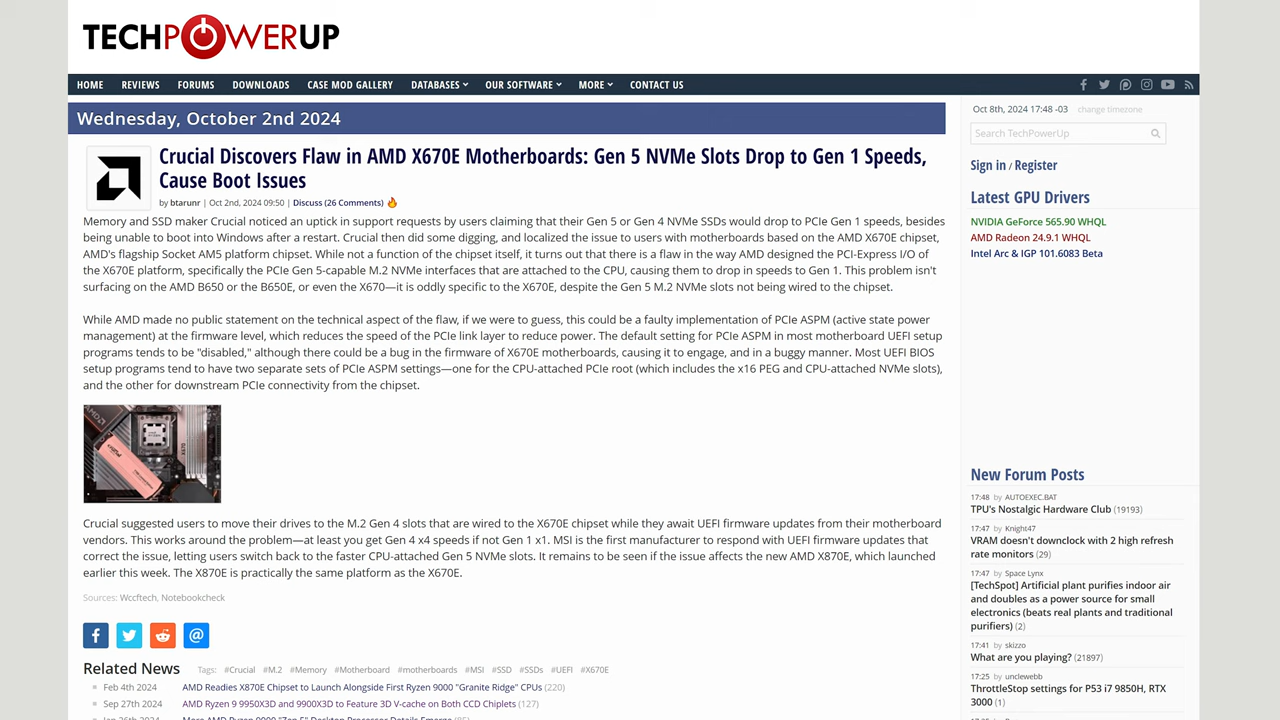 TECHPOWERUP
HOME REVIEWS FORUMS DOWNLOADS CASE MOD GALLERY DATABASES OUR SOFTWARE MORE CONTACT US
Wednesday, October 2nd 2024
Crucial Discovers Flaw in AMD X670E Motherboards: Gen 5 NVMe Slots Drop to Gen 1 Speeds,
Cause Boot Issues
by btarunr | Oct 2nd, 2024 09:50 | Discuss (26 Comments)
Memory and SSD maker Crucial noticed an uptick in support requests by users claiming that their Gen 5 or Gen 4 NVMe SSDs would drop to PCIe Gen 1 speeds, besides
being unable to boot into Windows after a restart. Crucial then did some digging, and localized the issue to users with motherboards based on the AMD X670E chipset,
AMD's flagship Socket AM5 platform chipset. While not a function of the chipset itself, it turns out that there is a flaw in the way AMD designed the PCI-Express I/O of
the X670E platform, specifically the PCIe Gen 5-capable M.2 NVMe interfaces that are attached to the CPU, causing them to drop in speeds to Gen 1. This problem isn't
surfacing on the AMD B650 or the B650E, or even the X670—it is oddly specific to the X670E, despite the Gen 5 M.2 NVMe slots not being wired to the chipset.
While AMD made no public statement on the technical aspect of the flaw, if we were to guess, this could be a faulty implementation of PCIe ASPM (active state power
management) at the firmware level, which reduces the speed of the PCIe link layer to reduce power. The default setting for PCIe ASPM in most motherboard UEFI setup
programs tends to be "disabled," although there could be a bug in the firmware of X670E motherboards, causing it to engage, and in a buggy manner. Most UEFI BIOS
setup programs tend to have two separate sets of PCIe ASPM settings—one for the CPU-attached PCIe root (which includes the x16 PEG and CPU-attached NVMe slots),
and the other for downstream PCIe connectivity from the chipset.
Crucial suggested users to move their drives to the M.2 Gen 4 slots that are wired to the X670E chipset while they await UEFI firmware updates from their motherboard
vendors. This works around the problem—at least you get Gen 4 x4 speeds if not Gen 1 x1. MSI is the first manufacturer to respond with UEFI firmware updates that
correct the issue, letting users switch back to the faster CPU-attached Gen 5 NVMe slots. It remains to be seen if the issue affects the new AMD X870E, which launched
earlier this week. The X870E is practically the same platform as the X670E.
Sources: Wccftech, Notebookcheck
Related News Tags: #Crucial #M.2 #Memory #Motherboard #motherboards #MSI #SSD #SSDs #UEFI #X670E
Feb 4th 2024 AMD Readies X870E Chipset to Launch Alongside First Ryzen 9000 "Granite Ridge" CPUs (220)
Sep 27th 2024 AMD Ryzen 9 9950X3D and 9900X3D to Feature 3D V-cache on Both CCD Chiplets (127)
Oct 8th, 2024 17:48 -03 change timezone
Search TechPowerUp
Sign in / Register
Latest GPU Drivers
NVIDIA GeForce 565.90 WHQL
AMD Radeon 24.9.1 WHQL
Intel Arc & IGP 101.6083 Beta
New Forum Posts
17:48 by AUTOEXEC.BAT
TPU's Nostalgic Hardware Club (19193)
17:47 by Knight47
VRAM doesn't downclock with 2 high refresh
rate monitors (29)
17:47 by Space Lynx
[TechSpot] Artificial plant purifies indoor air
and doubles as a power source for small
electronics (beats real plants and traditional
purifiers) (2)
17:41 by skizzo
What are you playing? (21897)
17:25 by unclewebb
ThrottleStop settings for P53 i7 9850H, RTX
3000 (1)